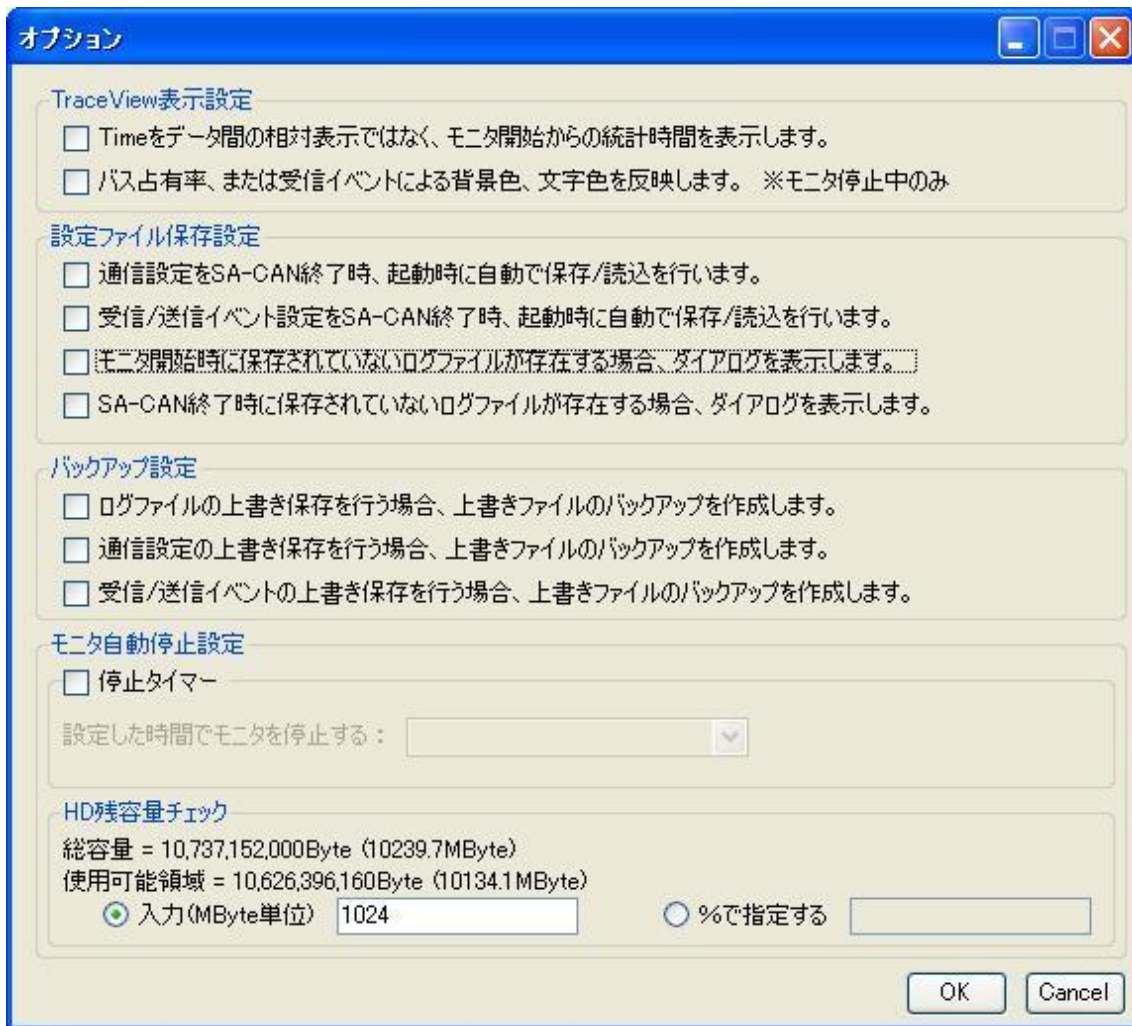 オプション
TraceView表示設定
Timeをデータ間の相対表示ではなく、モニタ開始からの統計時間を表示します。
バス占有率、または受信イベントによる背景色、文字色を反映します。 ※モニタ停止中のみ
設定ファイル保存設定
通信設定をSA-CAN終了時、起動時に自動で保存/読込を行います。
受信/送信イベント設定をSA-CAN終了時、起動時に自動で保存/読込を行います。
モニタ開始時に保存されていないログファイルが存在する場合、ダイアログを表示します。
SA-CAN終了時に保存されていないログファイルが存在する場合、ダイアログを表示します。
バックアップ設定
ログファイルの上書き保存を行う場合、上書きファイルのバックアップを作成します。
通信設定の上書き保存を行う場合、上書きファイルのバックアップを作成します。
受信/送信イベントの上書き保存を行う場合、上書きファイルのバックアップを作成します。
モニタ自動停止設定
停止タイマー
設定した時間でモニタを停止する：
HD残容量チェック
総容量 = 10,737,152,000Byte (10239.7MByte)
使用可能領域 = 10,626,396,160Byte (10134.1MByte)
入力(MByte単位) 1024 %で指定する
OK Cancel